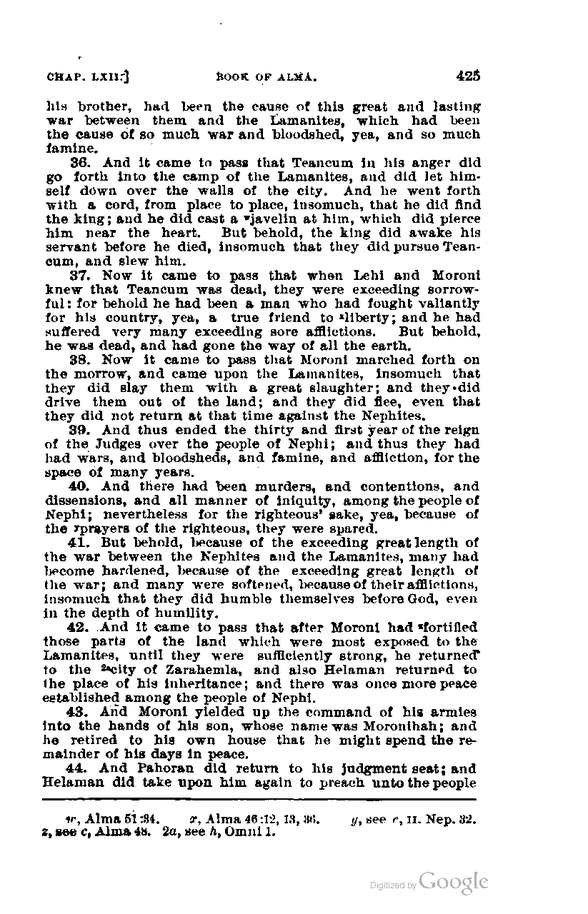 CHAP. LXII.] BOOK OF ALMA. 425
his brother, had been the cause of this great and lasting
war between them and the Lamanites, which had been
the cause of so much war and bloodshed, yea, and so much
famine.
36. And it came to pass that Teancum in his anger did
go forth into the camp of the Lamanites, and did let him-
self down over the walls of the city. And he went forth
with a cord, from place to place, insomuch, that he did find
the king; and he did cast a ʷjavelin at him, which did pierce
him near the heart. But behold, the king did awake his
servant before he died, insomuch that they did pursue Tean-
cum, and slew him.
37. Now it came to pass that when Lehi and Moroni
knew that Teancum was dead, they were exceeding sorrow-
ful: for behold he had been a man who had fought valiantly
for his country, yea, a true friend to ˣliberty; and he had
suffered very many exceeding sore afflictions. But behold,
he was dead, and had gone the way of all the earth.
38. Now it came to pass that Moroni marched forth on
the morrow, and came upon the Lamanites, insomuch that
they did slay them with a great slaughter; and they did
drive them out of the land; and they did flee, even that
they did not return at that time against the Nephites.
39. And thus ended the thirty and first year of the reign
of the Judges over the people of Nephi; and thus they had
had wars, and bloodsheds, and famine, and affliction, for the
space of many years.
40. And there had been murders, and contentions, and
dissensions, and all manner of iniquity, among the people of
Nephi; nevertheless for the righteous' sake, yea, because of
the ʸprayers of the righteous, they were spared.
41. But behold, because of the exceeding great length of
the war between the Nephites and the Lamanites, many had
become hardened, because of the exceeding great length of
the war; and many were softened, because of their afflictions,
insomuch that they did humble themselves before God, even
in the depth of humility.
42. And it came to pass that after Moroni had ᶻfortified
those parts of the land which were most exposed to the
Lamanites, until they were sufficiently strong, he returned
to the ²ᵃcity of Zarahemla, and also Helaman returned to
the place of his inheritance; and there was once more peace
established among the people of Nephi.
43. And Moroni yielded up the command of his armies
into the hands of his son, whose name was Moronihah; and
he retired to his own house that he might spend the re-
mainder of his days in peace.
44. And Pahoran did return to his judgment seat; and
Helaman did take upon him again to preach unto the people
w, Alma 51:34. x, Alma 46:12, 13, 36. y, see e, II. Nep. 32.
z, see c, Alma 48. 2a, see h, Omni 1.
Digitized by Google